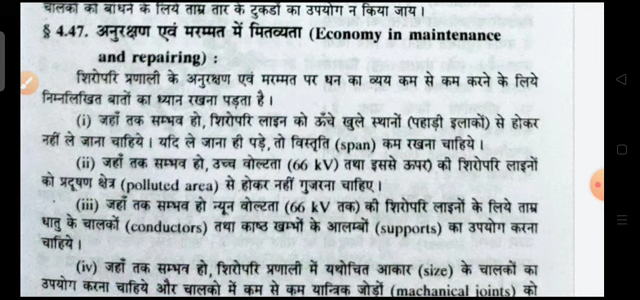 चालकों को बांधने के लिये ताम्र तार के टुकडों का उपयोग न किया जाय।
§ 4.47. अनुरक्षण एवं मरम्मत में मितव्यता (Economy in maintenance
and repairing) :
शिरोपरि प्रणाली के अनुरक्षण एवं मरम्मत पर धन का व्यय कम से कम करने के लिये
निम्नलिखित बातों का ध्यान रखना पड़ता है।
(i) जहाँ तक सम्भव हो, शिरोपरि लाइन को ऊँचे खुले स्थानों (पहाड़ी इलाकों) से होकर
नहीं ले जाना चाहिये। यदि ले जाना ही पड़े, तो विस्तृति (span) कम रखना चाहिये।
(ii) जहाँ तक सम्भव हो, उच्च वोल्टता (66 kV) तथा इससे ऊपर) की शिरोपरि लाइनों
को प्रदूषण क्षेत्र (polluted area) से होकर नहीं गुजरना चाहिए।
(iii) जहाँ तक सम्भव हो न्यून वोल्टता (66 kV तक) की शिरोपरि लाइनों के लिये ताम्र
धातु के चालकों (conductors) तथा काष्ठ खम्भों के आलम्बों (supports) का उपयोग करना
चाहिये।
(iv) जहाँ तक सम्भव हो, शिरोपरि प्रणाली में यथोचित आकार (size) के चालकों का
उपयोग करना चाहिये और चालकों में कम से कम यान्त्रिक जोड़ों (machanical joints) को